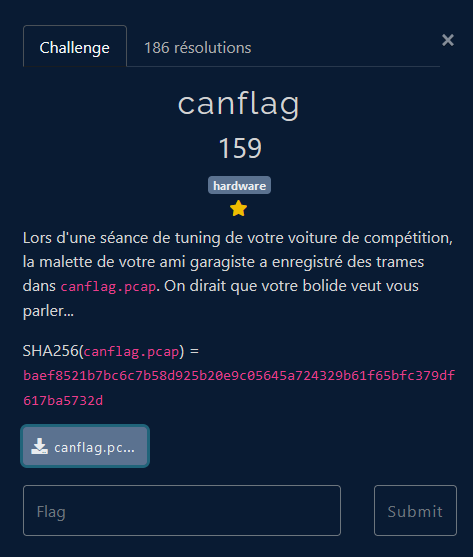 Challenge 186 résolutions ×
canflag
159
hardware
Lors d'une séance de tuning de votre voiture de compétition,
la malette de votre ami garagiste a enregistré des trames
dans canflag.pcap. On dirait que votre bolide veut vous
parler...
SHA256(canflag.pcap) =
baef8521b7bc6c7b58d925b20e9c05645a724329b61f65bfc379df
617ba5732d
canflag.pc...
Flag Submit